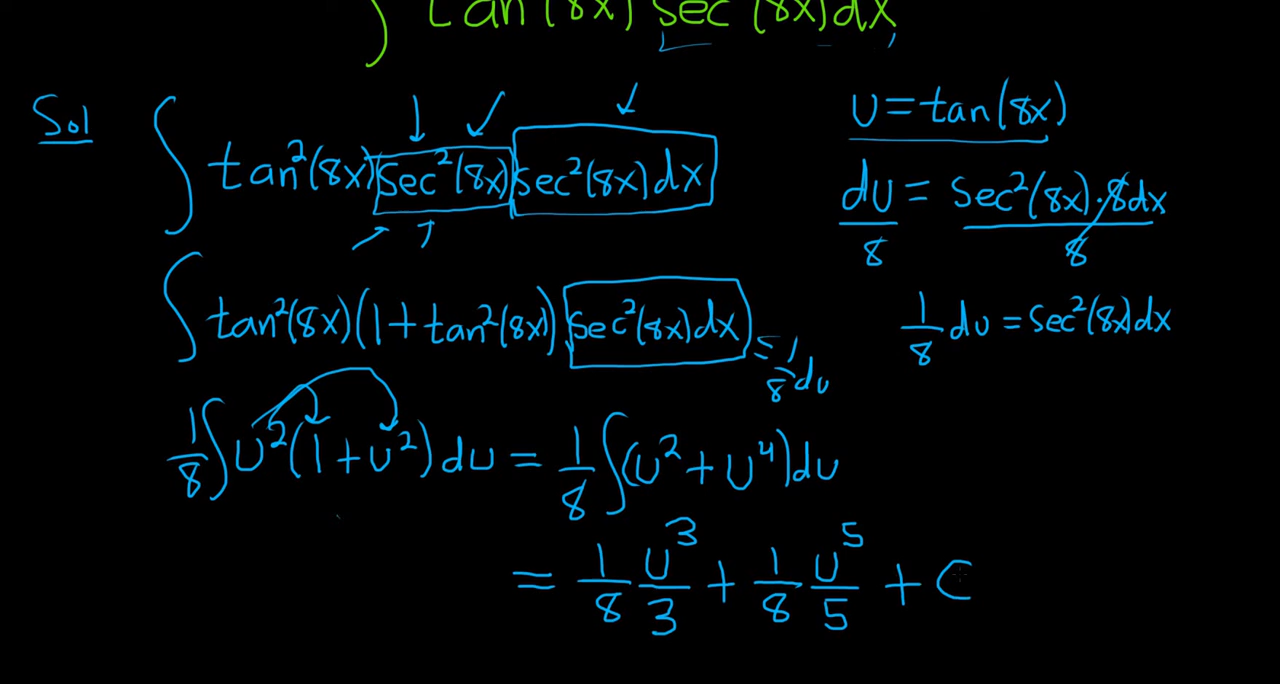 ∫ tan(8x) sec(8x)dx
Sol ∫ tan²(8x) sec²(8x) sec²(8x)dx
u = tan(8x)
du/8 = sec²(8x)·8dx/8
∫ tan²(8x)(1 + tan²(8x)) sec²(8x)dx = 1/8 du
1/8 du = sec²(8x)dx
1/8 ∫ u²(1 + u²) du = 1/8 ∫(u² + u⁴)du
= 1/8 u³/3 + 1/8 u⁵/5 + C